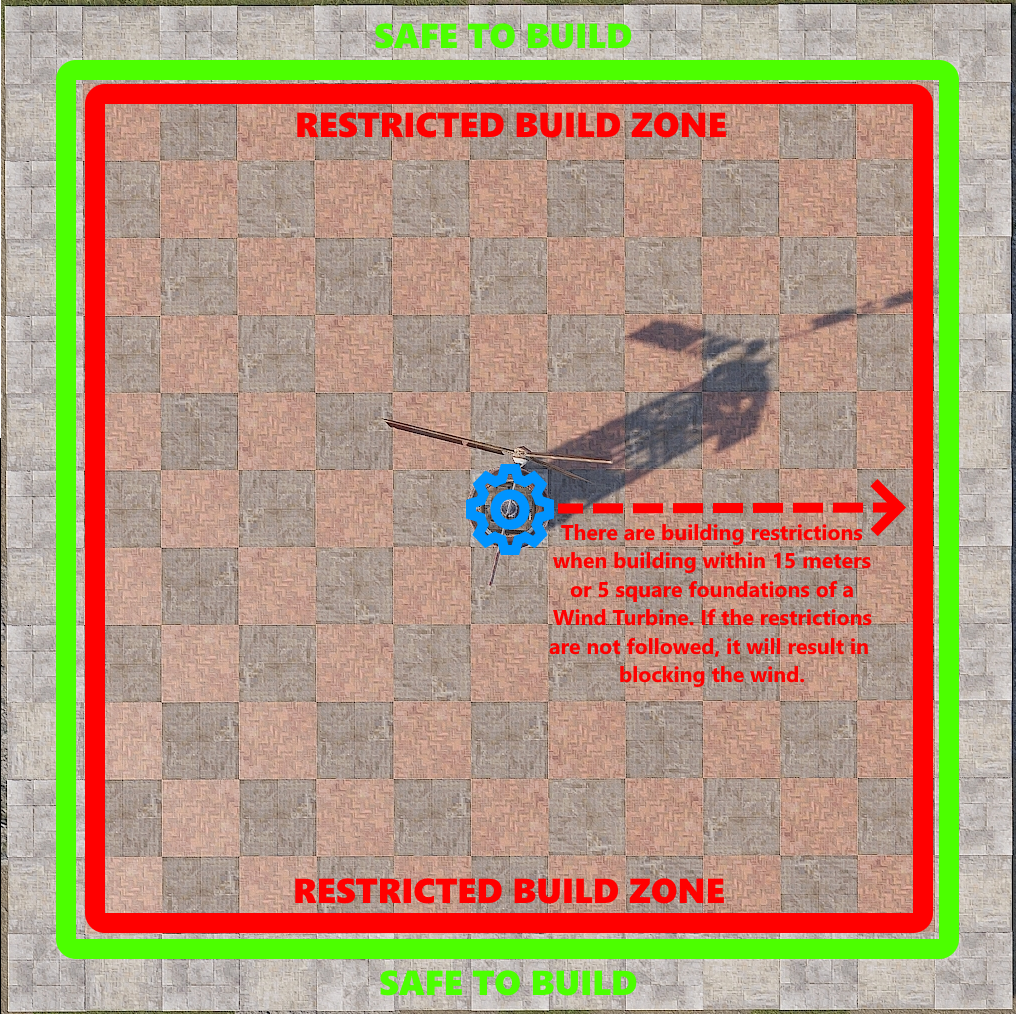 SAFE TO BUILD
RESTRICTED BUILD ZONE
There are building restrictions
when building within 15 meters
or 5 square foundations of a
Wind Turbine. If the restrictions
are not followed, it will result in
blocking the wind.
RESTRICTED BUILD ZONE
SAFE TO BUILD